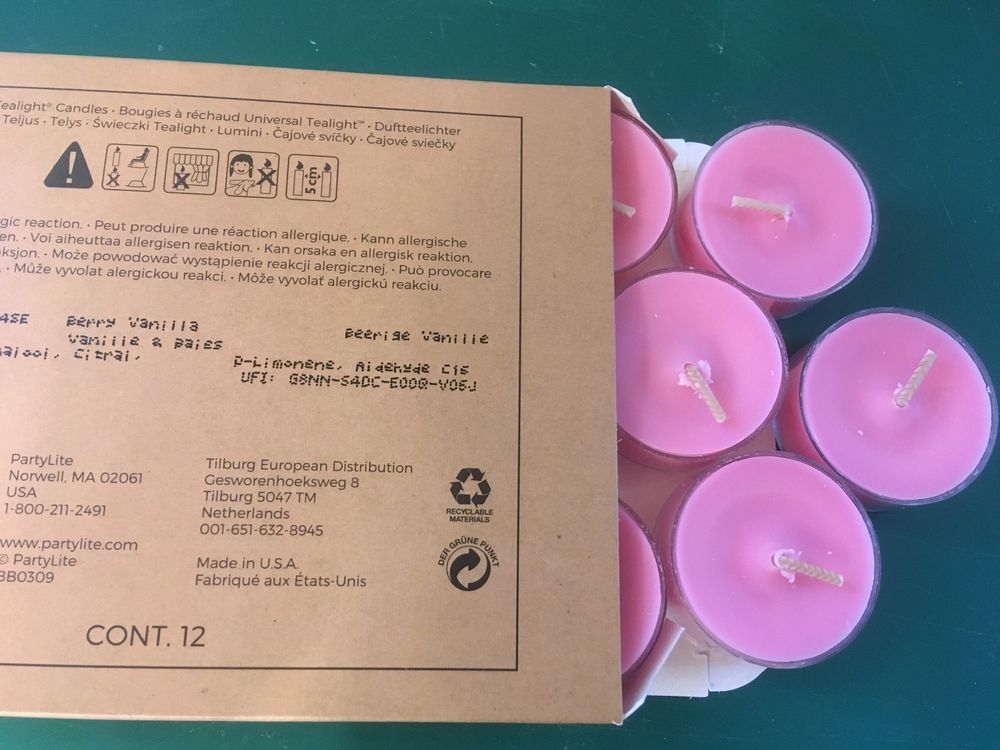 ealight® Candles · Bougies à réchaud Universal Tealight™ · Duftteelichter
Teljus · Telys · Świeczki Tealight · Lumini · Čajové svíčky · Čajové sviečky
5 cm
gic reaction. · Peut produire une réaction allergique. · Kann allergische
en. · Voi aiheuttaa allergisen reaktion. · Kan orsaka en allergisk reaktion.
ksjon. · Może powodować wystąpienie reakcji alergicznej. · Può provocare
. · Může vyvolat alergickou reakci. · Môže vyvolať alergickú reakciu.
4SE Berry Vanilla Beerige Vanille
Vanille & Baies
alool, Citral, D-Limonene, Aldehyde C16
UFI: G8NN-S4DC-E00Q-V06J
PartyLite
Norwell, MA 02061
USA
1-800-211-2491
www.partylite.com
© PartyLite
BB0309
Tilburg European Distribution
Gesworenhoeksweg 8
Tilburg 5047 TM
Netherlands
001-651-632-8945
Made in U.S.A.
Fabriqué aux États-Unis
RECYCLABLE
MATERIALS
DER GRÜNE PUNKT
CONT. 12